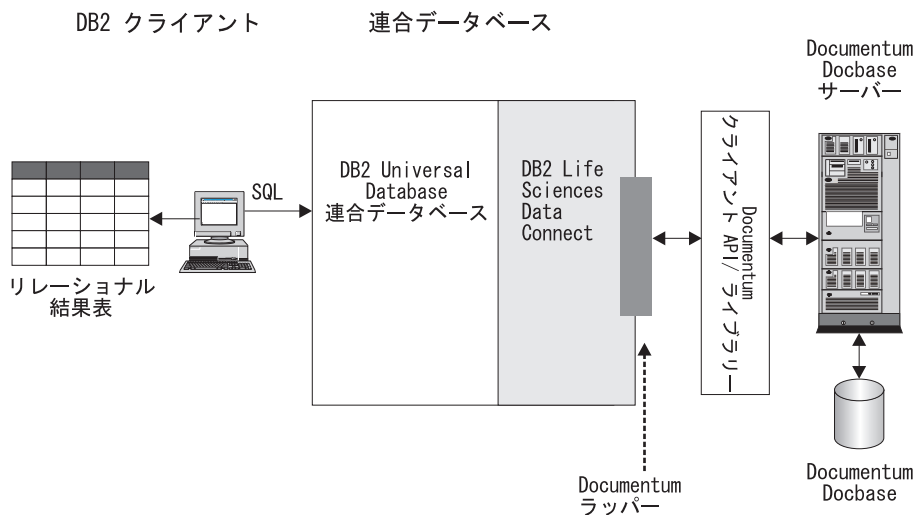 DB2 クライアント
連合データベース
Documentum
Docbase
サーバー
SQL
DB2 Universal
Database
連合データベース
DB2 Life
Sciences
Data
Connect
Documentum
クライアント API/ ライブラリー
リレーショナル
結果表
Documentum
ラッパー
Documentum
Docbase